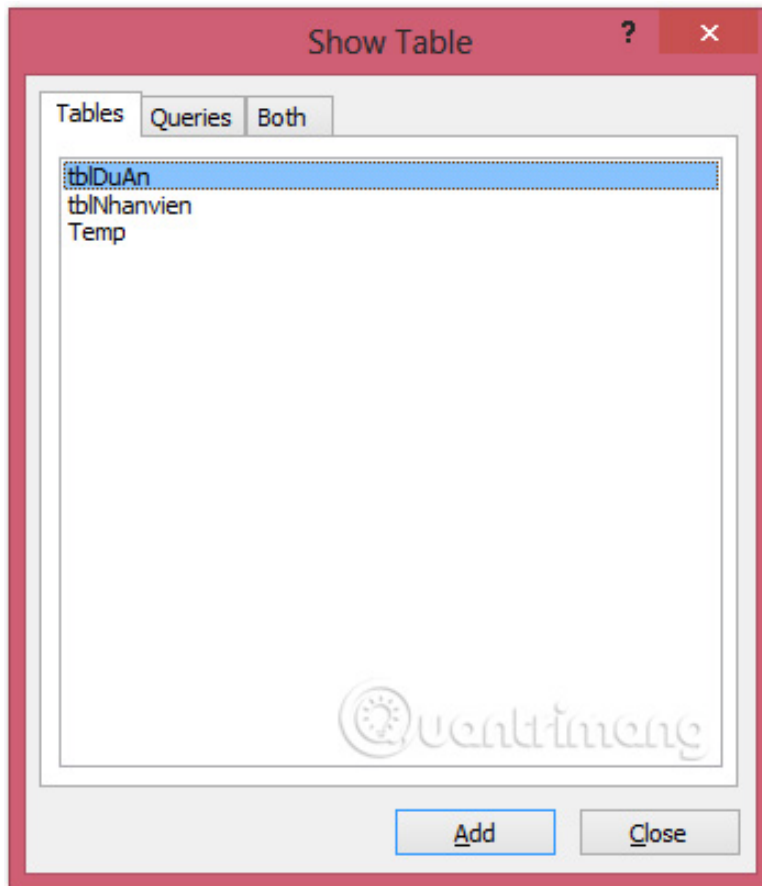 Show Table
?
×
Tables Queries Both
tblDuAn
tblNhanvien
Temp
Quantrimang
Add Close